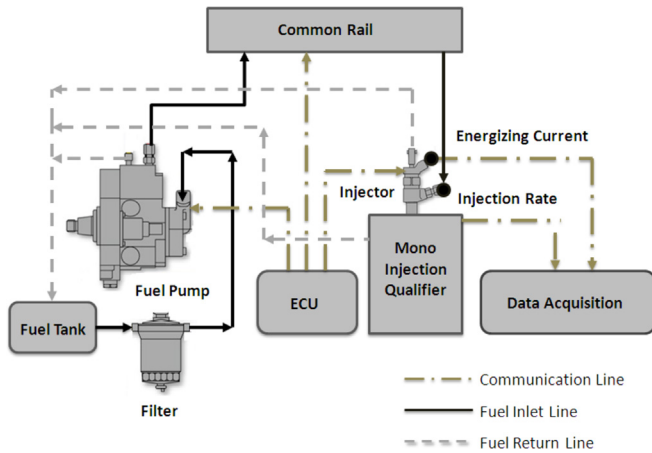 Common Rail
Energizing Current
Injector
Injection Rate
Mono
Injection
Qualifier
Fuel Pump
ECU
Data Acquisition
Fuel Tank
Filter
Communication Line
Fuel Inlet Line
Fuel Return Line